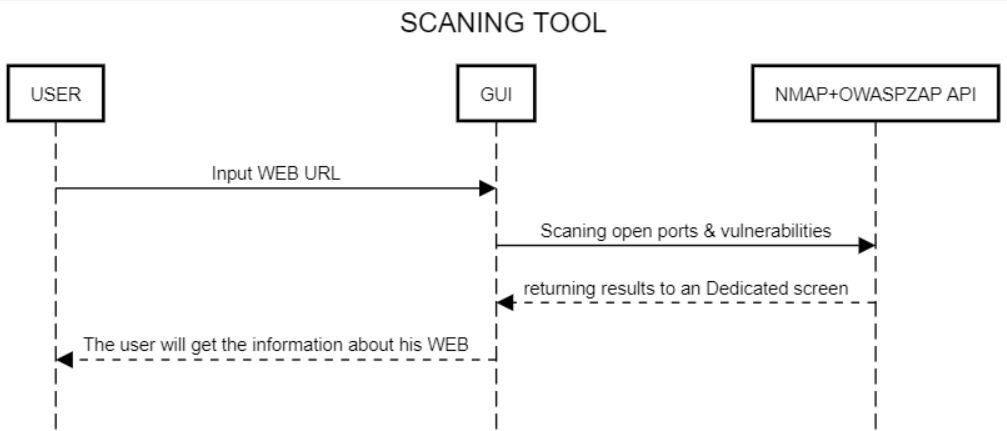 SCANING TOOL
USER
GUI
NMAP+OWASPZAP API
Input WEB URL
Scaning open ports & vulnerabilities
returning results to an Dedicated screen
The user will get the information about his WEB